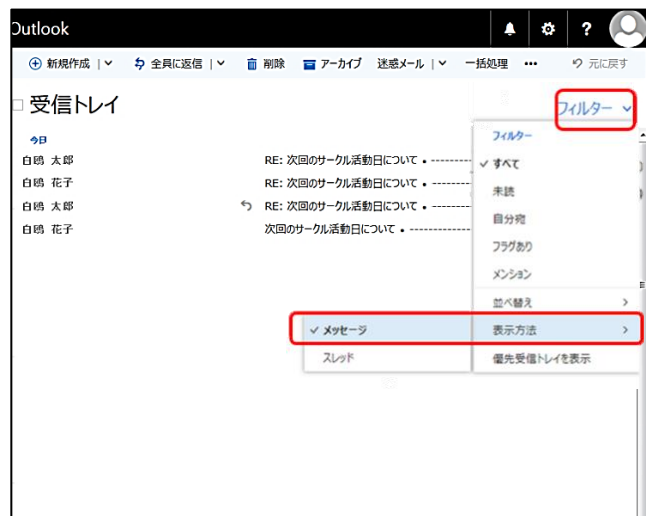 Outlook
?
新規作成 | 全員に返信 | 削除 アーカイブ 迷惑メール | 一括処理 ••• 元に戻す
受信トレイ
フィルター
今日
白鴎 太郎 RE: 次回のサークル活動日について • --------
白鴎 花子 RE: 次回のサークル活動日について • --------
白鴎 太郎 RE: 次回のサークル活動日について • --------
白鴎 花子 次回のサークル活動日について • ------------
フィルター
すべて
未読
自分宛
フラグあり
メンション
並べ替え
表示方法
優先受信トレイを表示
メッセージ
スレッド